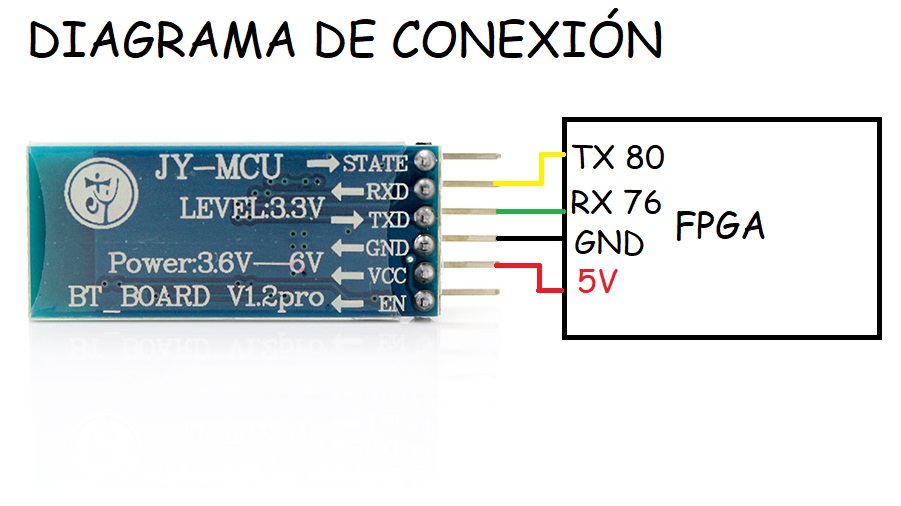 DIAGRAMA DE CONEXIÓN
JY-MCU
LEVEL:3.3V
Power:3.6V—6V
BT_BOARD V1.2pro
STATE
RXD
TXD
GND
VCC
EN
TX 80
RX 76
GND
5V
FPGA